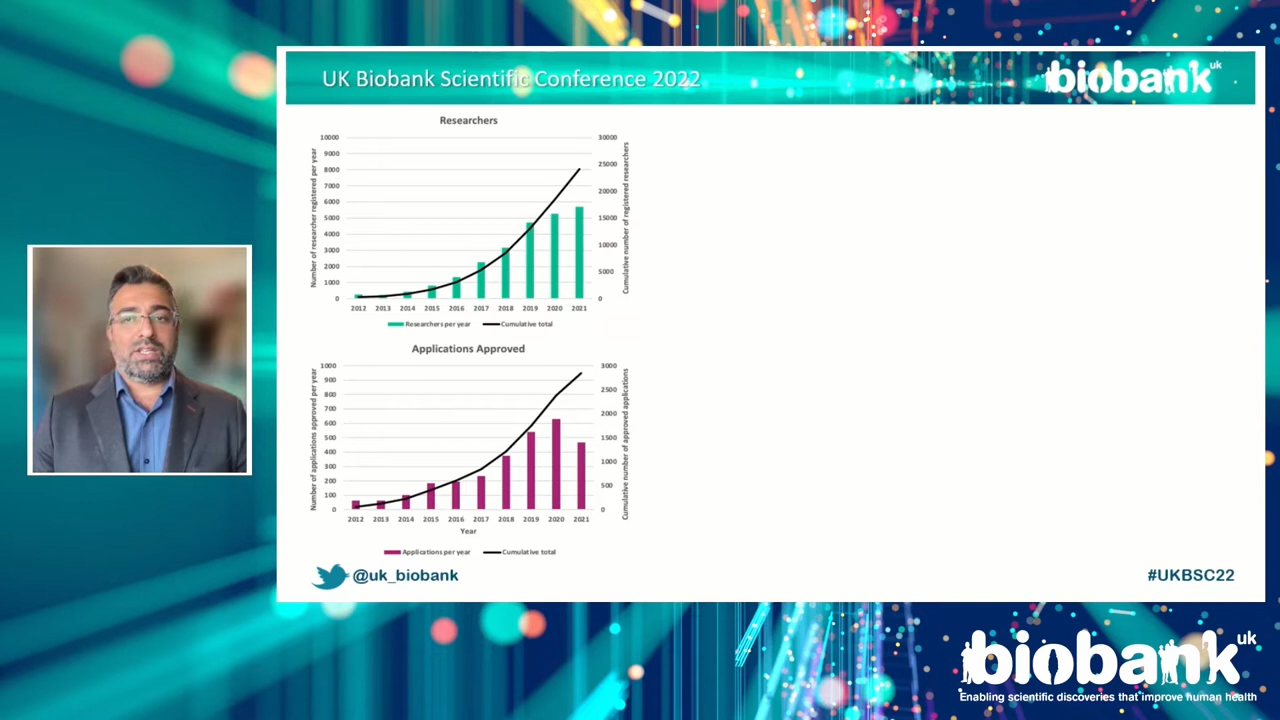 UK Biobank Scientific Conference 2022
biobank uk
Researchers
Number of researcher registered per year
10000
9000
8000
7000
6000
5000
4000
3000
2000
1000
0
30000
25000
20000
15000
10000
5000
0
Cumulative number of registered researchers
2012 2013 2014 2015 2016 2017 2018 2019 2020 2021
Researchers per year Cumulative total
Applications Approved
Number of applications approved per year
1000
900
800
700
600
500
400
300
200
100
0
3000
2500
2000
1500
1000
500
0
Cumulative number of approved applications
2012 2013 2014 2015 2016 2017 2018 2019 2020 2021
Year
Applications per year Cumulative total
@uk_biobank
#UKBSC22
biobank uk
Enabling scientific discoveries that improve human health